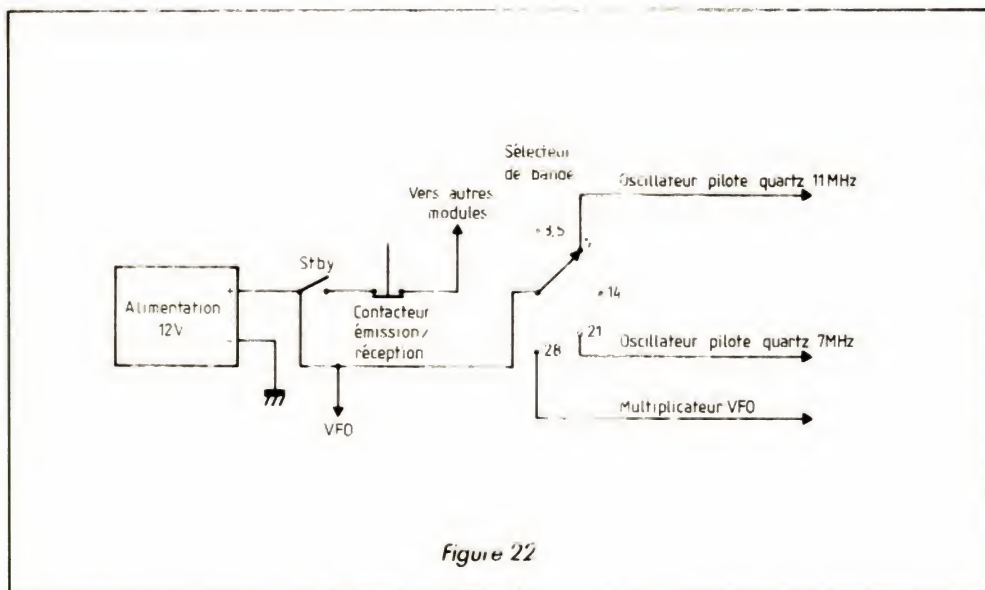 Sélecteur
de bande
Oscillateur pilote quartz 11MHz
Vers autres
modules
3,5
Stby
14
+
Alimentation
12V
-
Contacteur
émission/
réception
21
28
Oscillateur pilote quartz 7MHz
Multiplicateur VFO
VFO
Figure 22